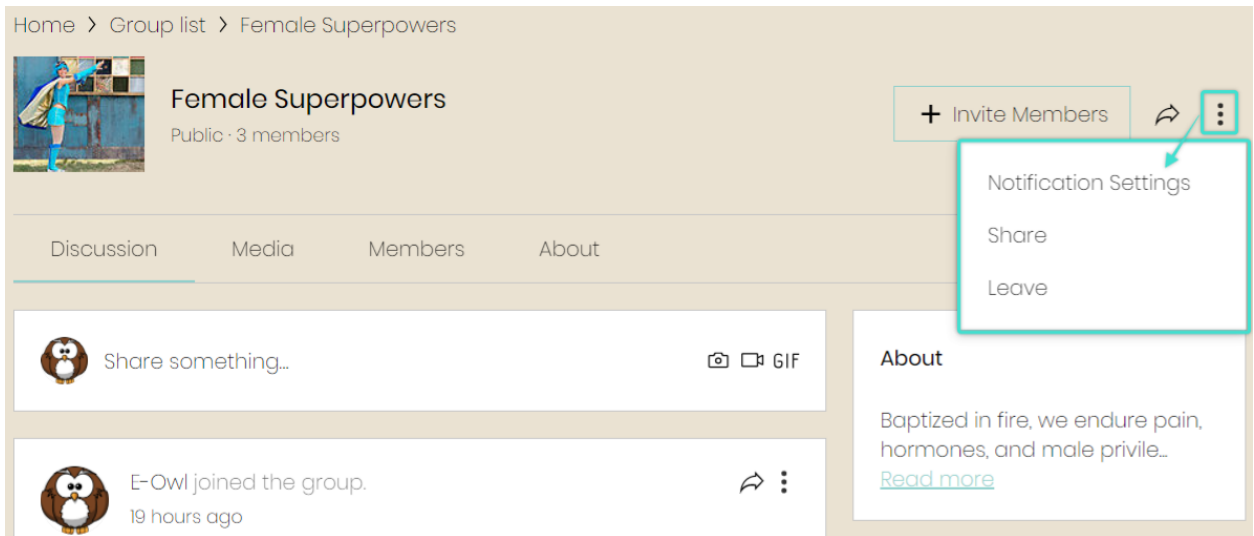 Home > Group list > Female Superpowers
Female Superpowers
Public · 3 members
+ Invite Members
Notification Settings
Share
Leave
Discussion Media Members About
Share something...
GIF
E-Owl joined the group.
19 hours ago
About
Baptized in fire, we endure pain,
hormones, and male privile...
Read more